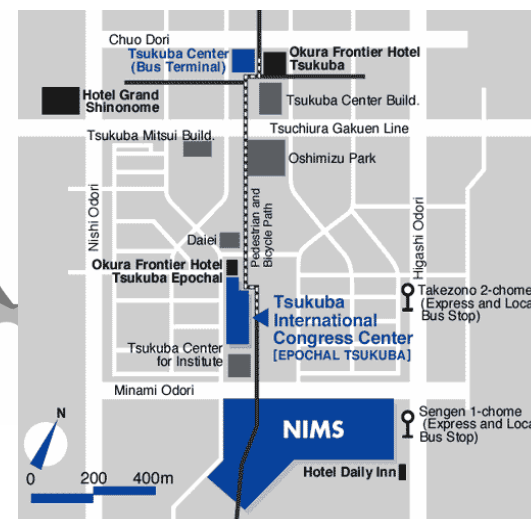 Chuo Dori
Tsukuba Center
(Bus Terminal)
Okura Frontier Hotel
Tsukuba
Hotel Grand
Shinonome
Tsukuba Center Build.
Tsuchiura Gakuen Line
Tsukuba Mitsui Build.
Oshimizu Park
Nishi Odori
Pedestrian and
Bicycle Path
Higashi Odori
Daiei
Okura Frontier Hotel
Tsukuba Epochal
Takezono 2-chome
(Express and Loca
Bus Stop)
Tsukuba
International
Congress Center
[EPOCHAL TSUKUBA]
Tsukuba Center
for Institute
Minami Odori
Sengen 1-chome
(Express and Loca
Bus Stop)
NIMS
Hotel Daily Inn
N
0 200 400m